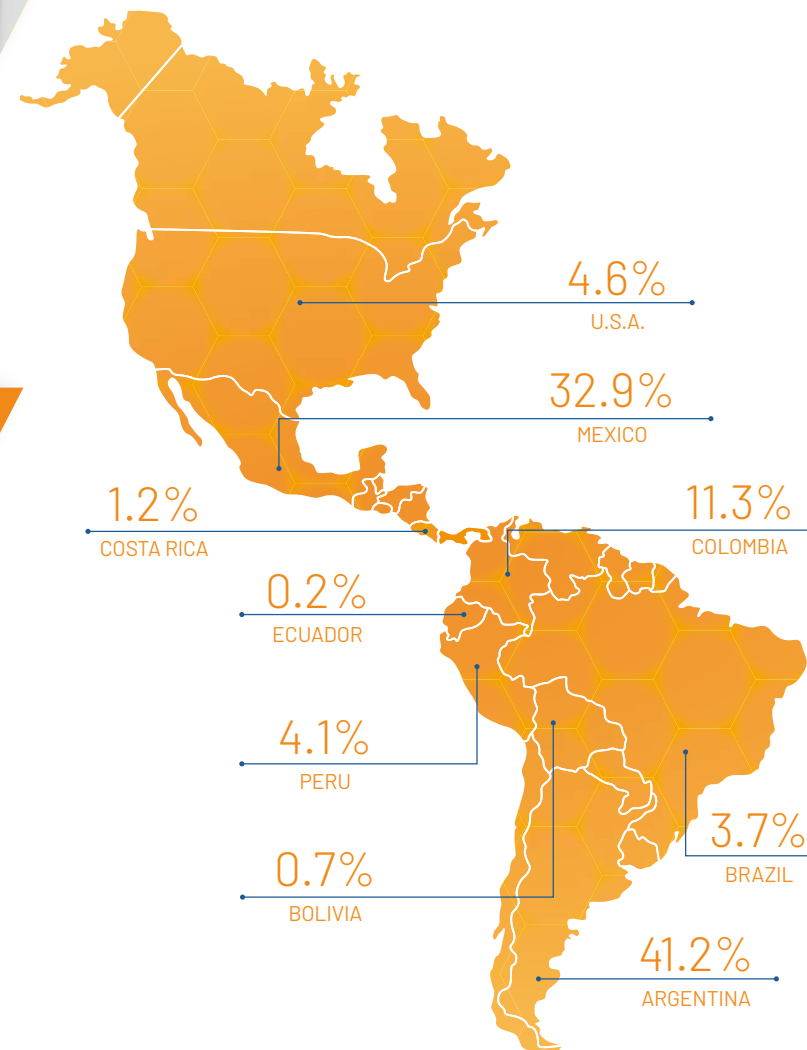 4.6%
U.S.A.
32.9%
MEXICO
1.2%
COSTA RICA
11.3%
COLOMBIA
0.2%
ECUADOR
4.1%
PERU
3.7%
BRAZIL
0.7%
BOLIVIA
41.2%
ARGENTINA